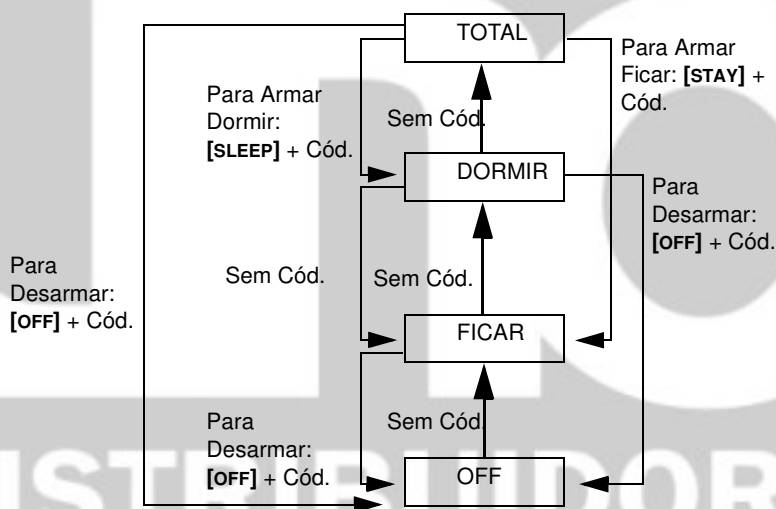 TOTAL
Para Armar
Ficar: [STAY] +
Cód.
Para Armar
Dormir:
[SLEEP] + Cód.
Sem Cód.
DORMIR
Para
Desarmar:
[OFF] + Cód.
Para
Desarmar:
[OFF] + Cód.
Sem Cód.
Sem Cód.
FICAR
Para
Desarmar:
[OFF] + Cód.
Sem Cód.
OFF
ISTRIBUIDOR